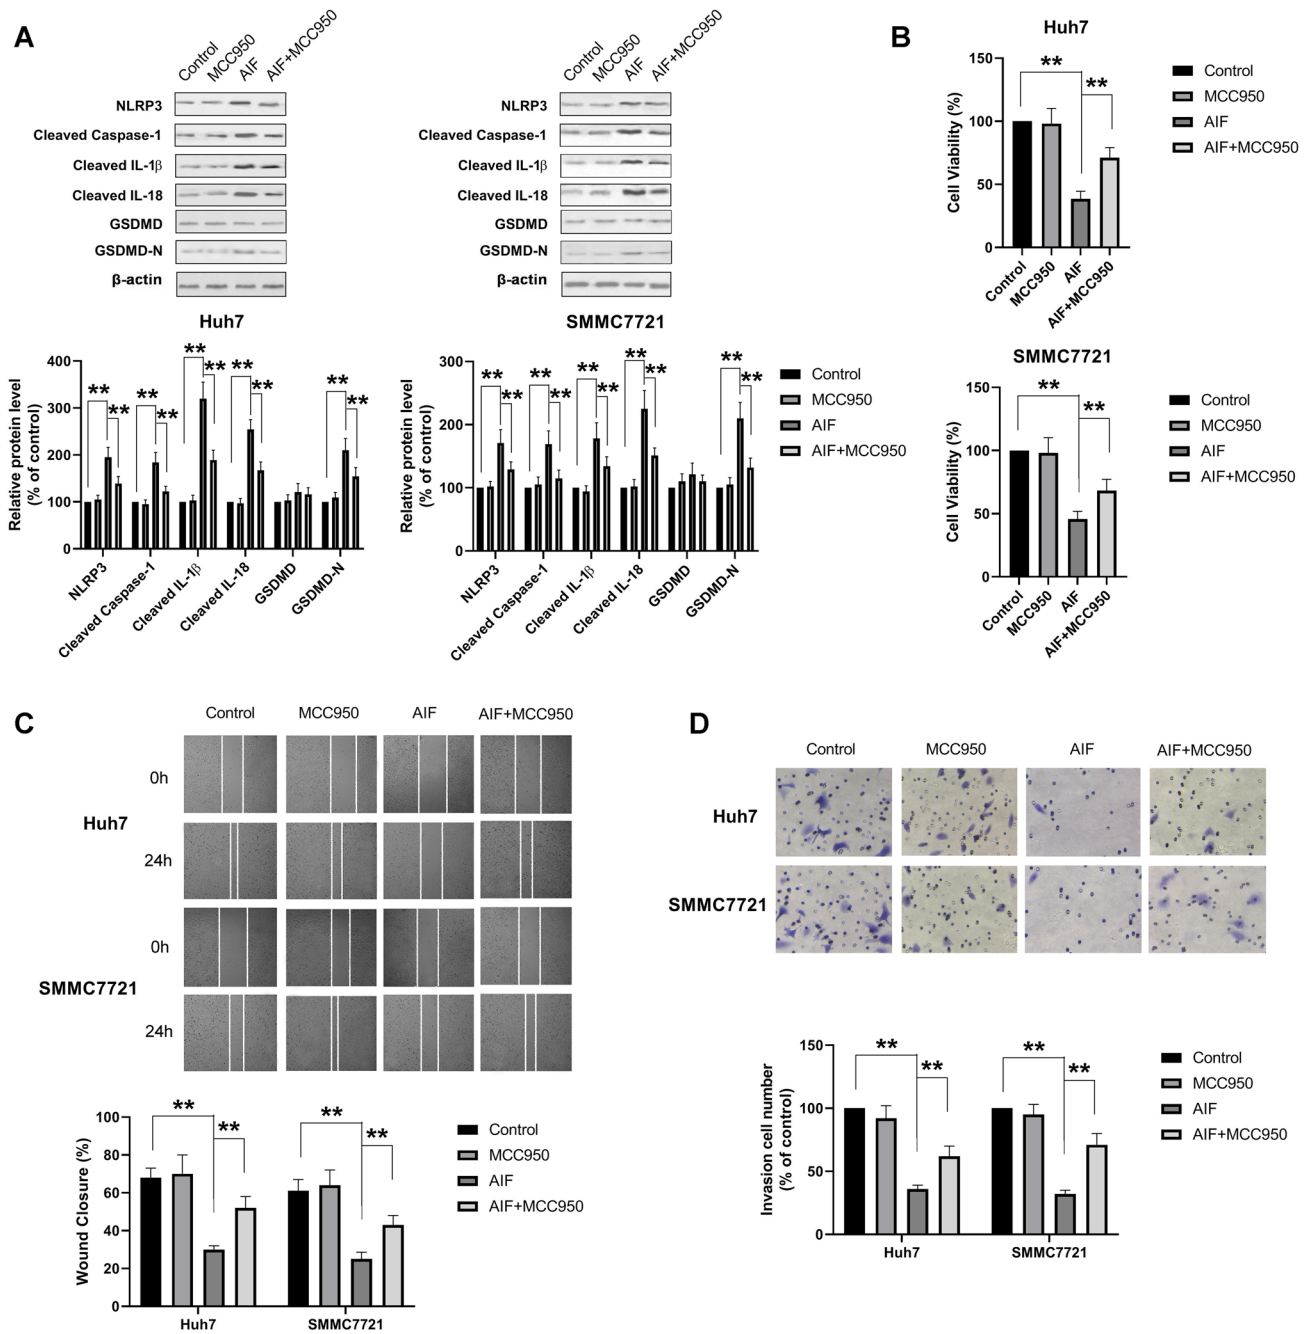 A
Control MCC950 AIF AIF+MCC950
NLRP3
Cleaved Caspase-1
Cleaved IL-1β
Cleaved IL-18
GSDMD
GSDMD-N
β-actin
Huh7
Control MCC950 AIF AIF+MCC950
NLRP3
Cleaved Caspase-1
Cleaved IL-1β
Cleaved IL-18
GSDMD
GSDMD-N
β-actin
SMMC7721
Relative protein level
(% of control)
400
300
200
100
0
** ** ** ** ** ** ** ** ** **
NLRP3 Cleaved Caspase-1 Cleaved IL-1β Cleaved IL-18 GSDMD GSDMD-N
Relative protein level
(% of control)
300
200
100
0
** ** ** ** ** ** ** ** ** **
NLRP3 Cleaved Caspase-1 Cleaved IL-1β Cleaved IL-18 GSDMD GSDMD-N
Control
MCC950
AIF
AIF+MCC950
B
Huh7
Cell Viability (%)
150
100
50
0
** **
Control MCC950 AIF AIF+MCC950
Control
MCC950
AIF
AIF+MCC950
SMMC7721
Cell Viability (%)
150
100
50
0
** **
Control MCC950 AIF AIF+MCC950
Control
MCC950
AIF
AIF+MCC950
C
Control MCC950 AIF AIF+MCC950
Huh7
0h
24h
SMMC7721
0h
24h
Wound Closure (%)
100
80
60
40
20
0
** ** ** **
Huh7 SMMC7721
Control
MCC950
AIF
AIF+MCC950
D
Control MCC950 AIF AIF+MCC950
Huh7
SMMC7721
Invasion cell number
(% of control)
150
100
50
0
** ** ** **
Huh7 SMMC7721
Control
MCC950
AIF
AIF+MCC950